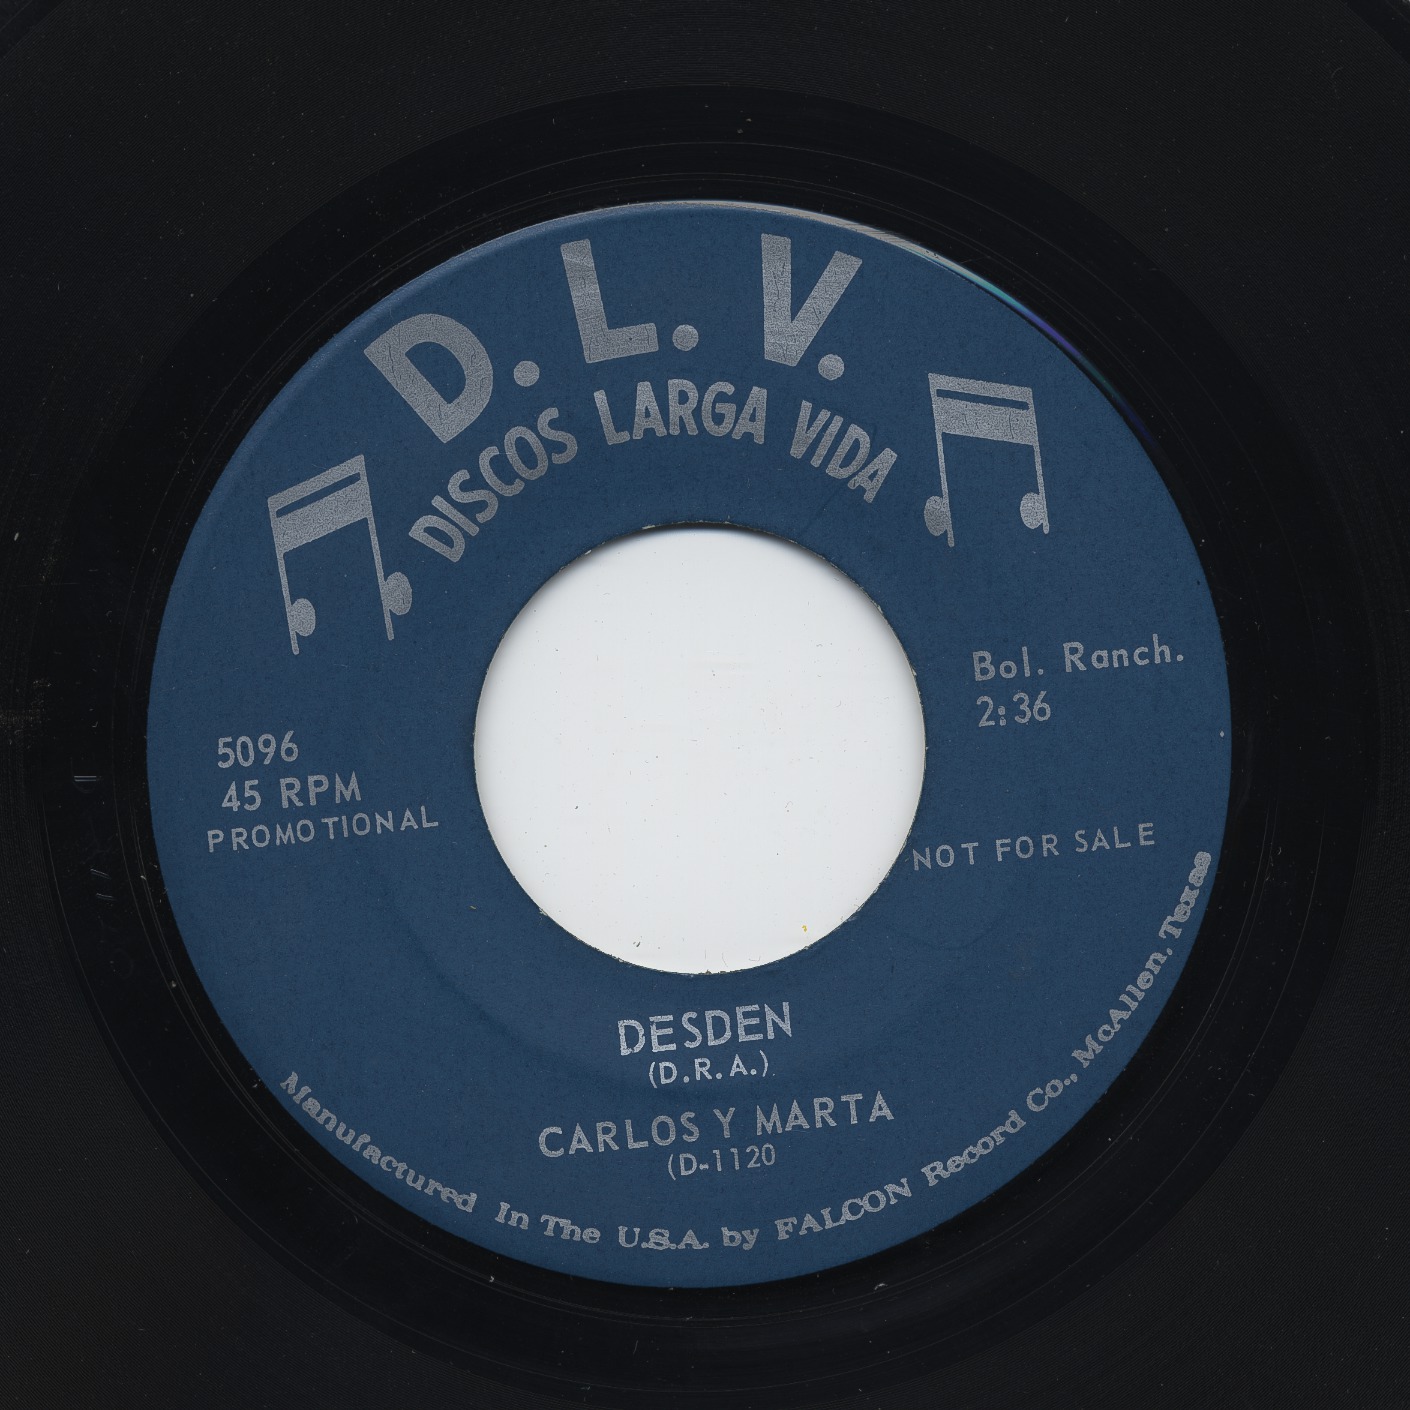 D. L. V.
DISCOS LARGA VIDA
Bol. Ranch.
2:36
5096
45 RPM
PROMOTIONAL
NOT FOR SALE
DESDEN
(D.R.A.)
CARLOS Y MARTA
(D-1120
Manufactured In The U.S.A. by FALCON Record Co., McAllen, Texas